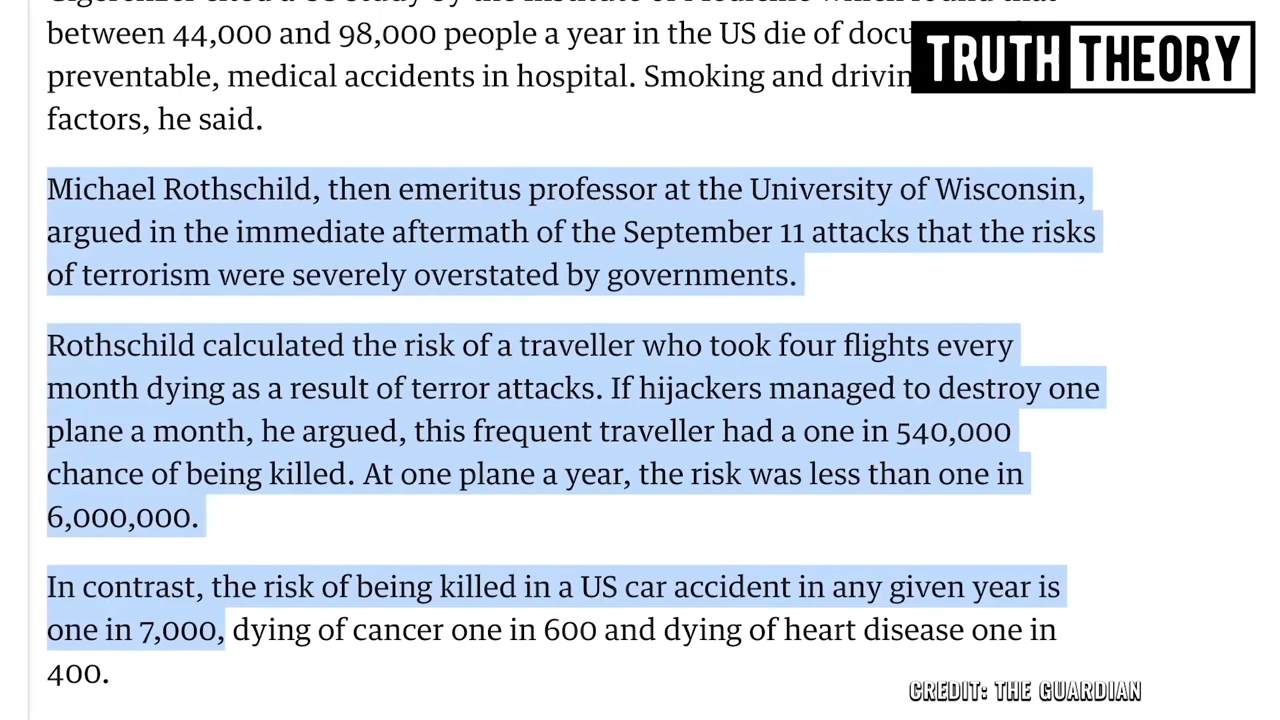 between 44,000 and 98,000 people a year in the US die of
preventable, medical accidents in hospital. Smoking and
factors, he said.
TRUTH THEORY
Michael Rothschild, then emeritus professor at the University of Wisconsin,
argued in the immediate aftermath of the September 11 attacks that the risks
of terrorism were severely overstated by governments.
Rothschild calculated the risk of a traveller who took four flights every
month dying as a result of terror attacks. If hijackers managed to destroy one
plane a month, he argued, this frequent traveller had a one in 540,000
chance of being killed. At one plane a year, the risk was less than one in
6,000,000.
In contrast, the risk of being killed in a US car accident in any given year is
one in 7,000, dying of cancer one in 600 and dying of heart disease one in
400.
CREDIT: THE GUARDIAN